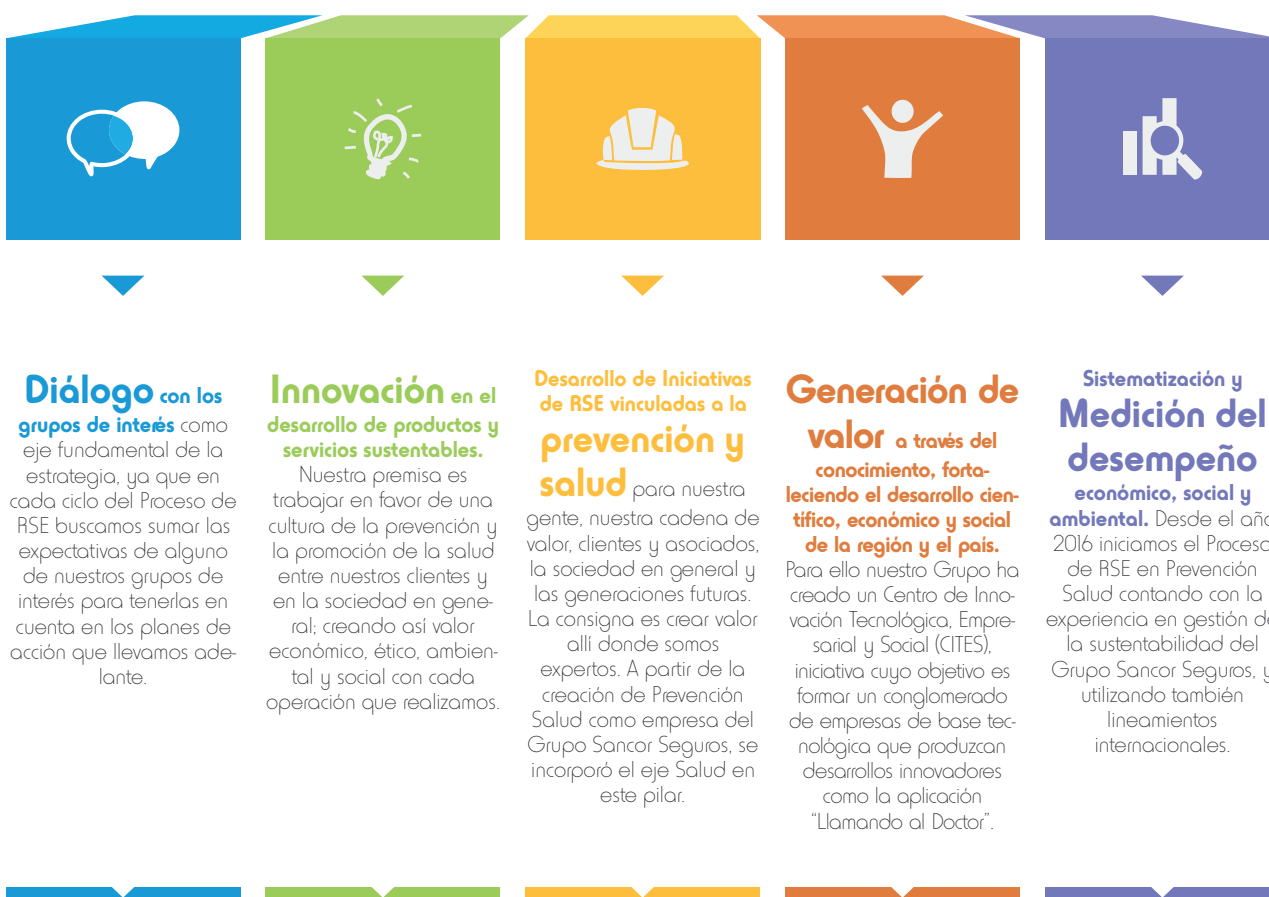 Diálogo con los
grupos de interés como
eje fundamental de la
estrategia, ya que en
cada ciclo del Proceso de
RSE buscamos sumar las
expectativas de alguno
de nuestros grupos de
interés para tenerlas en
cuenta en los planes de
acción que llevamos ade-
lante.
Innovación en el
desarrollo de productos y
servicios sustentables.
Nuestra premisa es
trabajar en favor de una
cultura de la prevención y
la promoción de la salud
entre nuestros clientes y
en la sociedad en gene-
ral; creando así valor
económico, ético, ambien-
tal y social con cada
operación que realizamos.
Desarrollo de Iniciativas
de RSE vinculadas a la
prevención y
salud para nuestra
gente, nuestra cadena de
valor, clientes y asociados,
la sociedad en general y
las generaciones futuras.
La consigna es crear valor
allí donde somos
expertos. A partir de la
creación de Prevención
Salud como empresa del
Grupo Sancor Seguros, se
incorporó el eje Salud en
este pilar.
Generación de
valor a través del
conocimiento, forta-
leciendo el desarrollo cien-
tífico, económico y social
de la región y el país.
Para ello nuestro Grupo ha
creado un Centro de Inno-
vación Tecnológica, Empre-
sarial y Social (CITES),
iniciativa cuyo objetivo es
formar un conglomerado
de empresas de base tec-
nológica que produzcan
desarrollos innovadores
como la aplicación
“Llamando al Doctor”.
Sistematización y
Medición del
desempeño
económico, social y
ambiental. Desde el año
2016 iniciamos el Proceso
de RSE en Prevención
Salud contando con la
experiencia en gestión de
la sustentabilidad del
Grupo Sancor Seguros, y
utilizando también
lineamientos
internacionales.